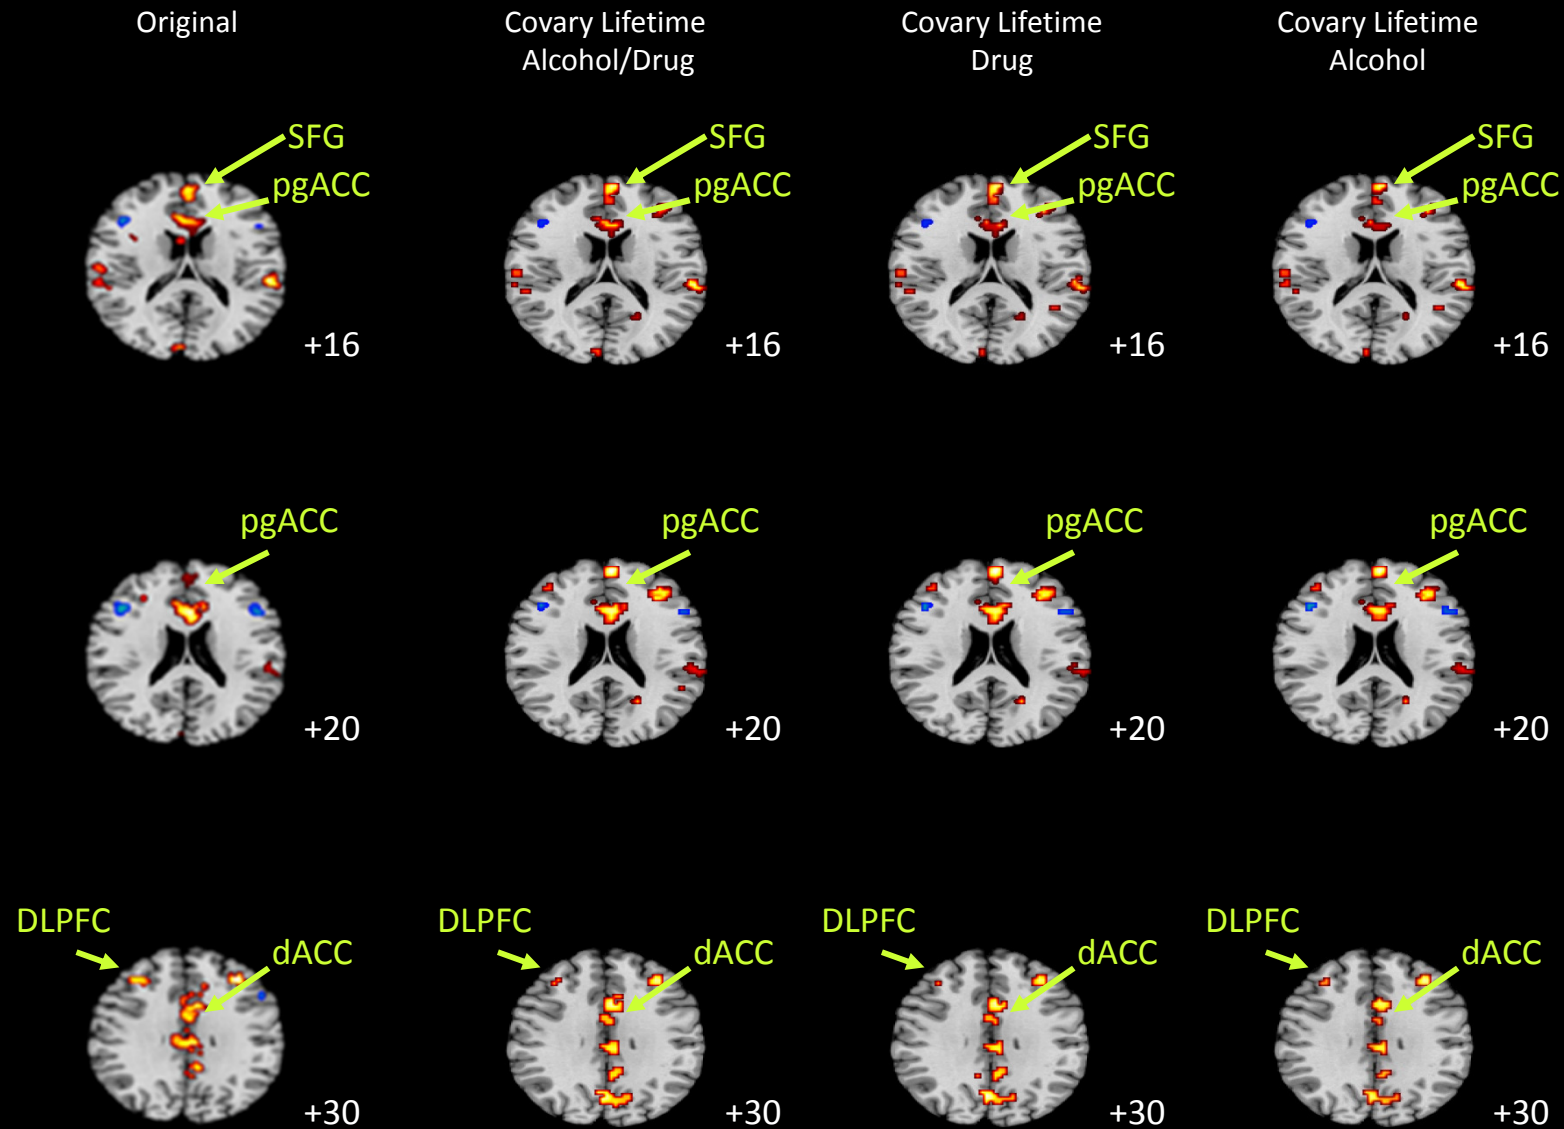 Original
Covary Lifetime
Alcohol/Drug
Covary Lifetime
Drug
Covary Lifetime
Alcohol
SFG
pgACC
+16
SFG
pgACC
+16
SFG
pgACC
+16
SFG
pgACC
+16
pgACC
+20
pgACC
+20
pgACC
+20
pgACC
+20
DLPFC
dACC
+30
DLPFC
dACC
+30
DLPFC
dACC
+30
DLPFC
dACC
+30